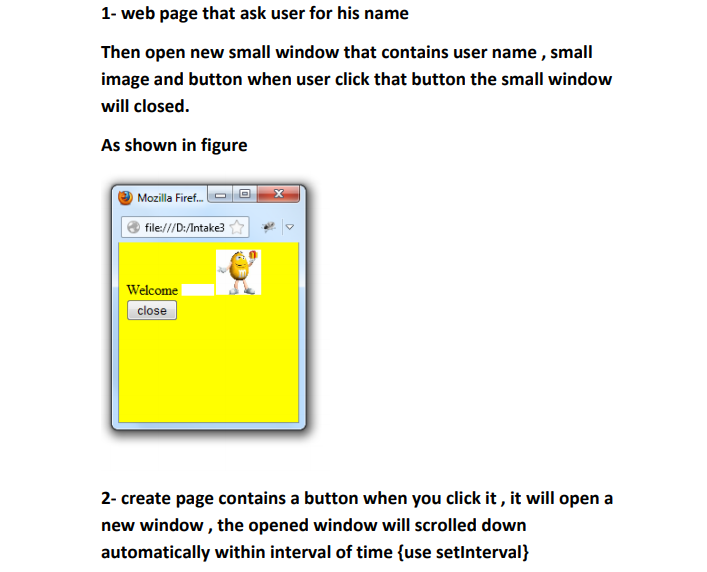 1- web page that ask user for his name
Then open new small window that contains user name , small
image and button when user click that button the small window
will closed.
As shown in figure
Mozilla Firef...
file:///D:/Intake3
Welcome
close
2- create page contains a button when you click it , it will open a
new window , the opened window will scrolled down
automatically within interval of time {use setInterval}